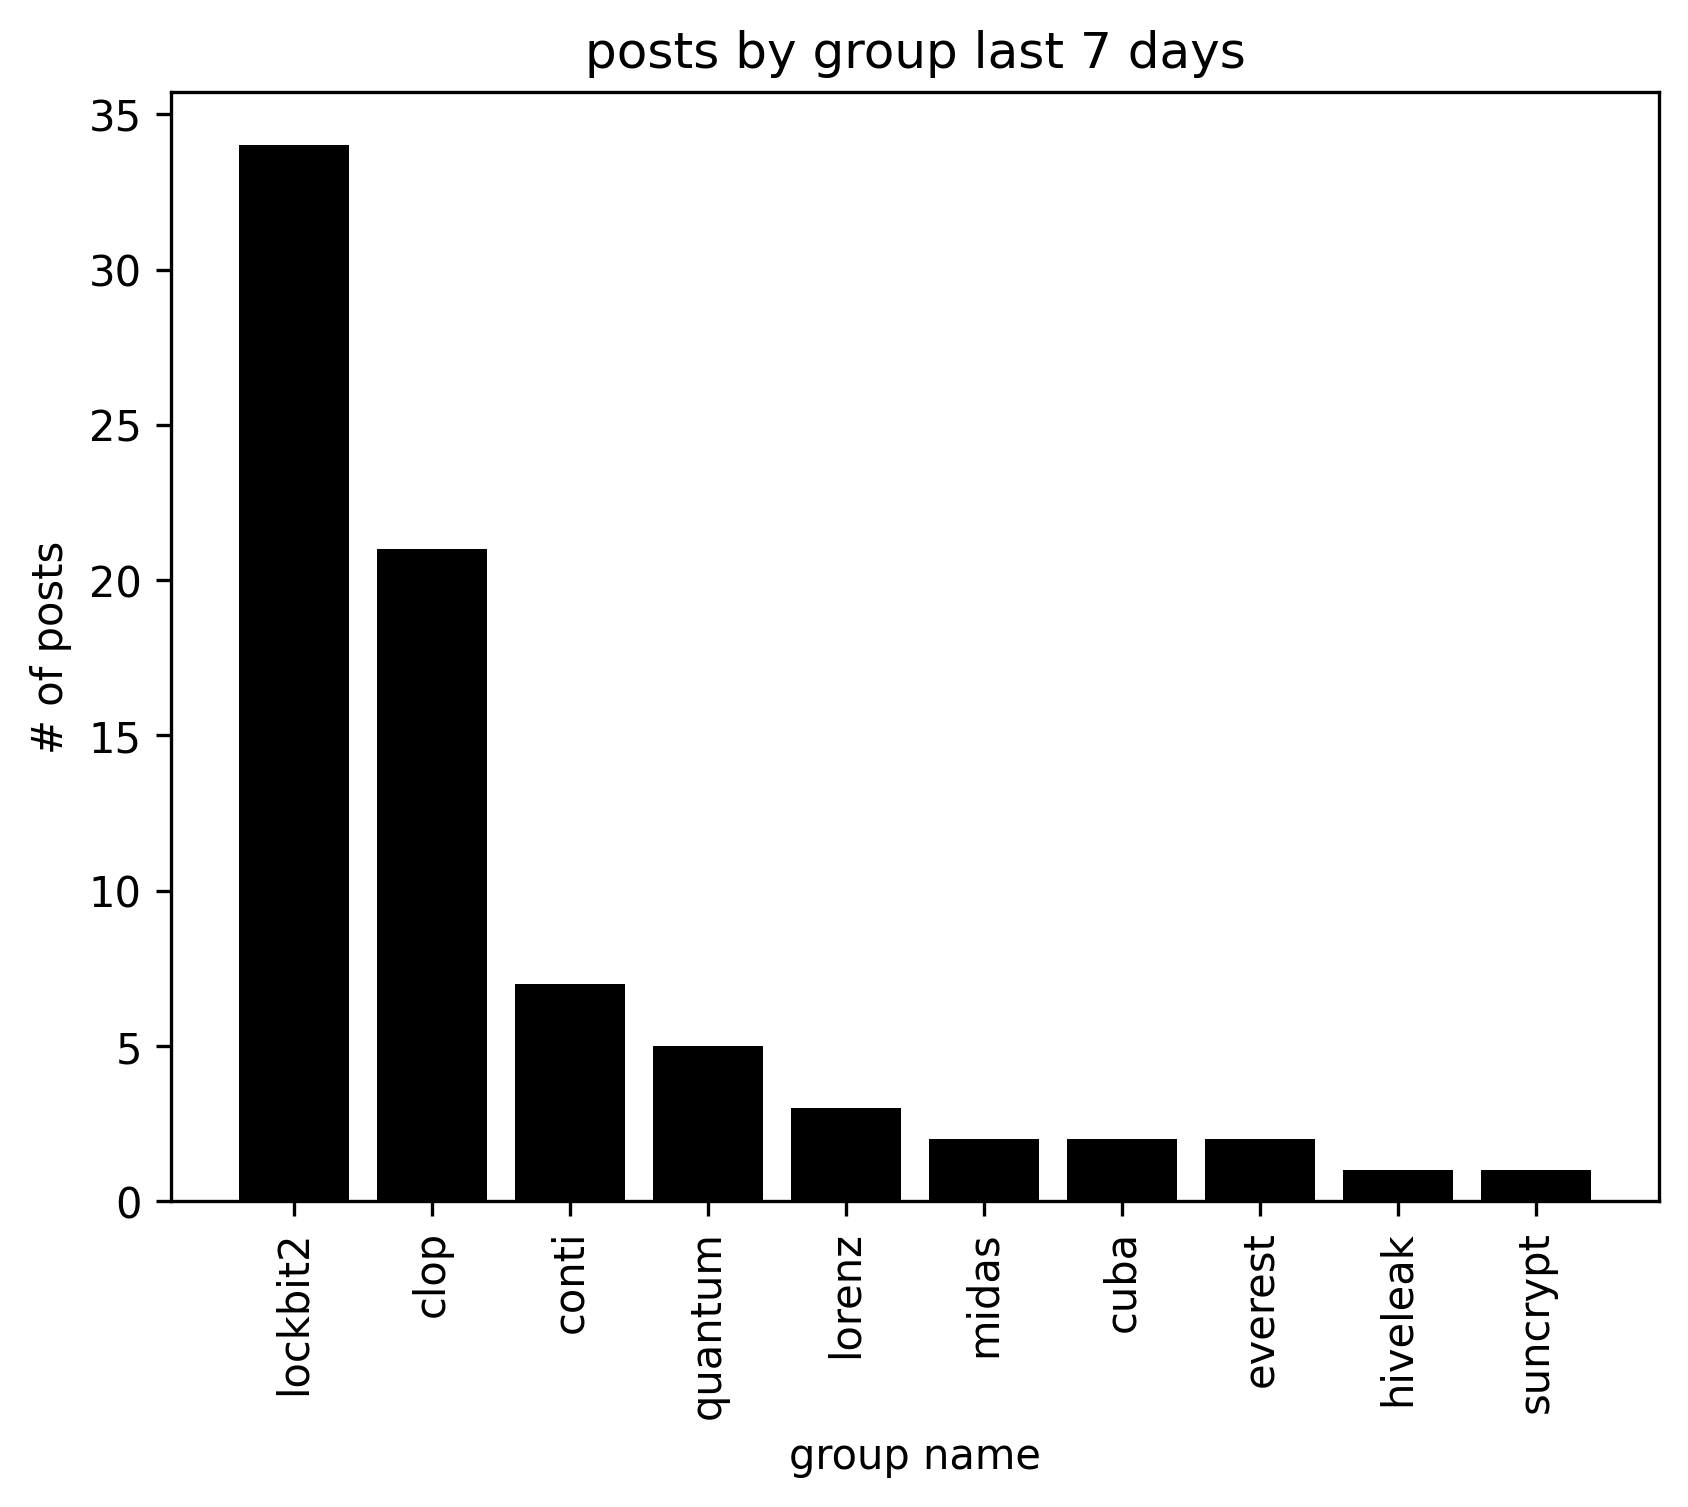 posts by group last 7 days
35
30
25
20
15
10
5
0
# of posts
lockbit2
clop
conti
quantum
lorenz
midas
cuba
everest
hiveleak
suncrypt
group name